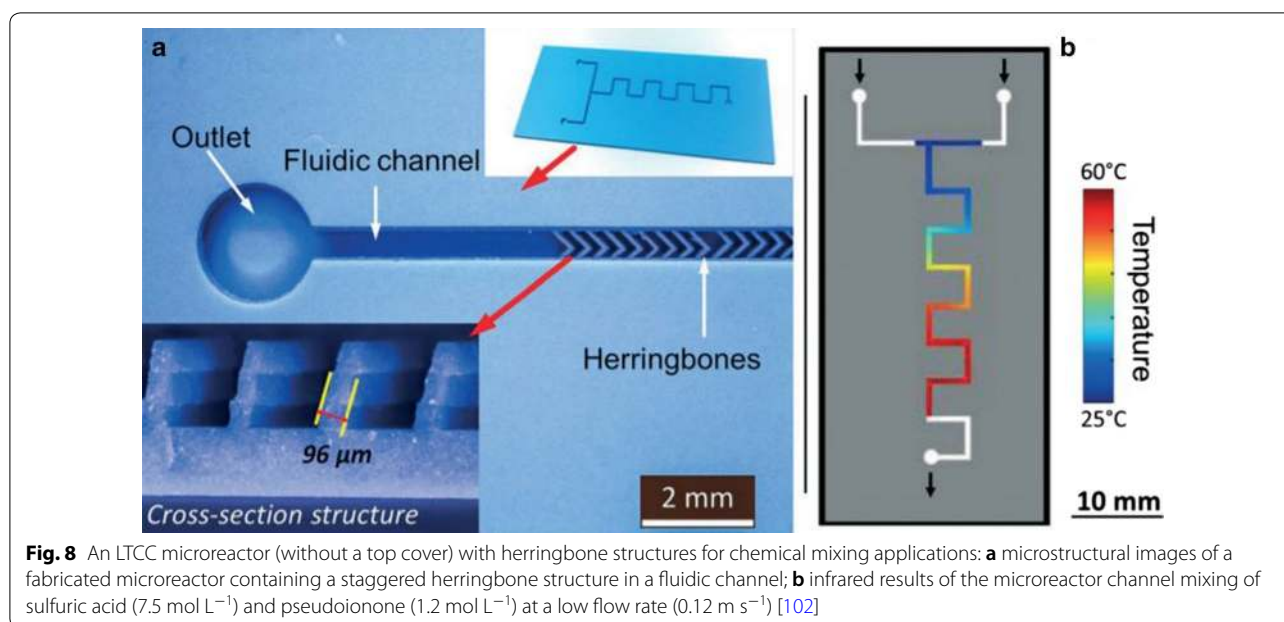 a
b
Outlet
Fluidic channel
Herringbones
96 μm
2 mm
Cross-section structure
60°C
Temperature
25°C
10 mm
Fig. 8 An LTCC microreactor (without a top cover) with herringbone structures for chemical mixing applications: a microstructural images of a
fabricated microreactor containing a staggered herringbone structure in a fluidic channel; b infrared results of the microreactor channel mixing of
sulfuric acid (7.5 mol L⁻¹) and pseudoionone (1.2 mol L⁻¹) at a low flow rate (0.12 m s⁻¹) [102]